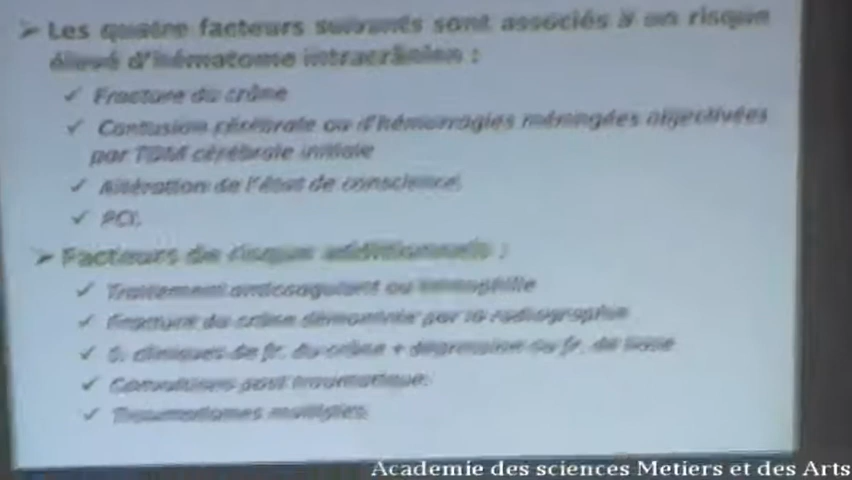 Les quatre facteurs suivants sont associés à un risque
élevé d'hématome intracrânien :
Fracture du crâne
Contusion cérébrale ou d'hémorragies méningées objectivées
par TDM cérébrale initiale
Altération de l'état de conscience.
PCI.
Facteurs de risque additionnels :
Traitement anticoagulant ou hémophilie
Fracture du crâne démontrée par la radiographie
S. cliniques de fr. du crâne + dépression ou fr. de base
Convulsions post traumatique.
Traumatismes multiples.
Academie des sciences Metiers et des Arts